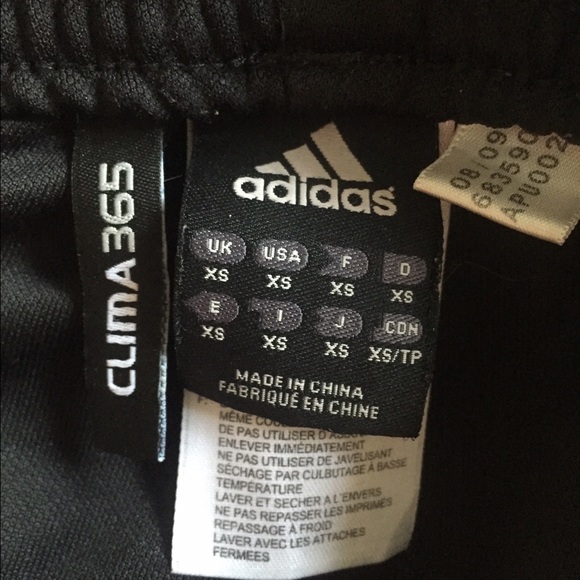 CLIMA365
adidas
UK USA F D
XS XS XS XS
E I J CDN
XS XS XS XS/TP
MADE IN CHINA
FABRIQUÉ EN CHINE
08/09
68359
APU002
F:
MÊME COU
DE PAS UTILISER D'
ENLEVER IMMÉDIATEMENT
NE PAS UTILISER DE JAVELISANT
SÉCHAGE PAR CULBUTAGE À BASSE
TEMPÉRATURE
LAVER ET SECHER A L'ENVERS
NE PAS REPASSER LES IMPRIMÉS
REPASSAGE À FROID
LAVER AVEC LES ATTACHES
FERMEES